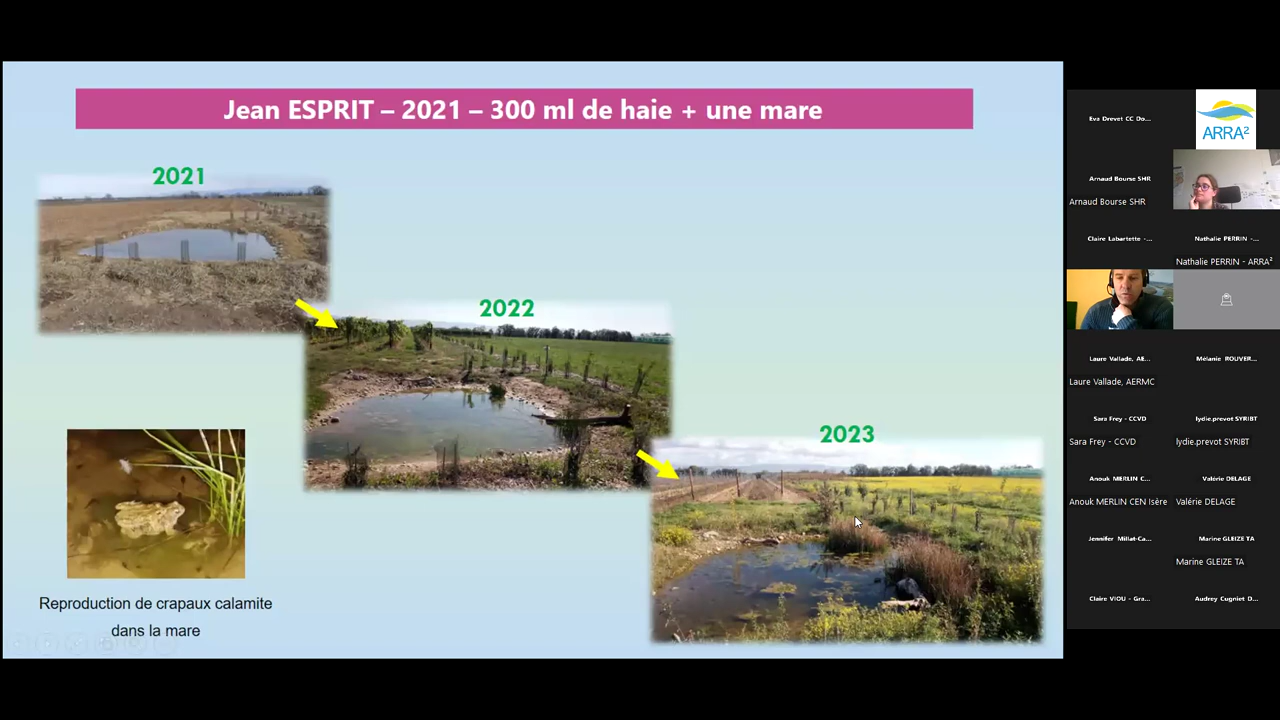 Jean ESPRIT – 2021 – 300 ml de haie + une mare
2021
2022
2023
Reproduction de crapaux calamite
dans la mare
Eva Drevet CC Do...
ARRA²
Arnaud Bourse SHR
Arnaud Bourse SHR
Claire Labartette -...
Nathalie PERRIN -...
Nathalie PERRIN - ARRA²
Laure Vallade, AE...
Mélanie ROUVER...
Laure Vallade, AERMC
Sara Frey - CCVD
lydie.prevot SYRIBT
Sara Frey - CCVD
lydie.prevot SYRIBT
Anouk MERLIN C...
Valérie DELAGE
Anouk MERLIN CEN Isère
Valérie DELAGE
Jennifer Millat-Ca...
Marine GLEIZE TA
Marine GLEIZE TA
Claire VIOU - Gra...
Audrey Cugniet D...